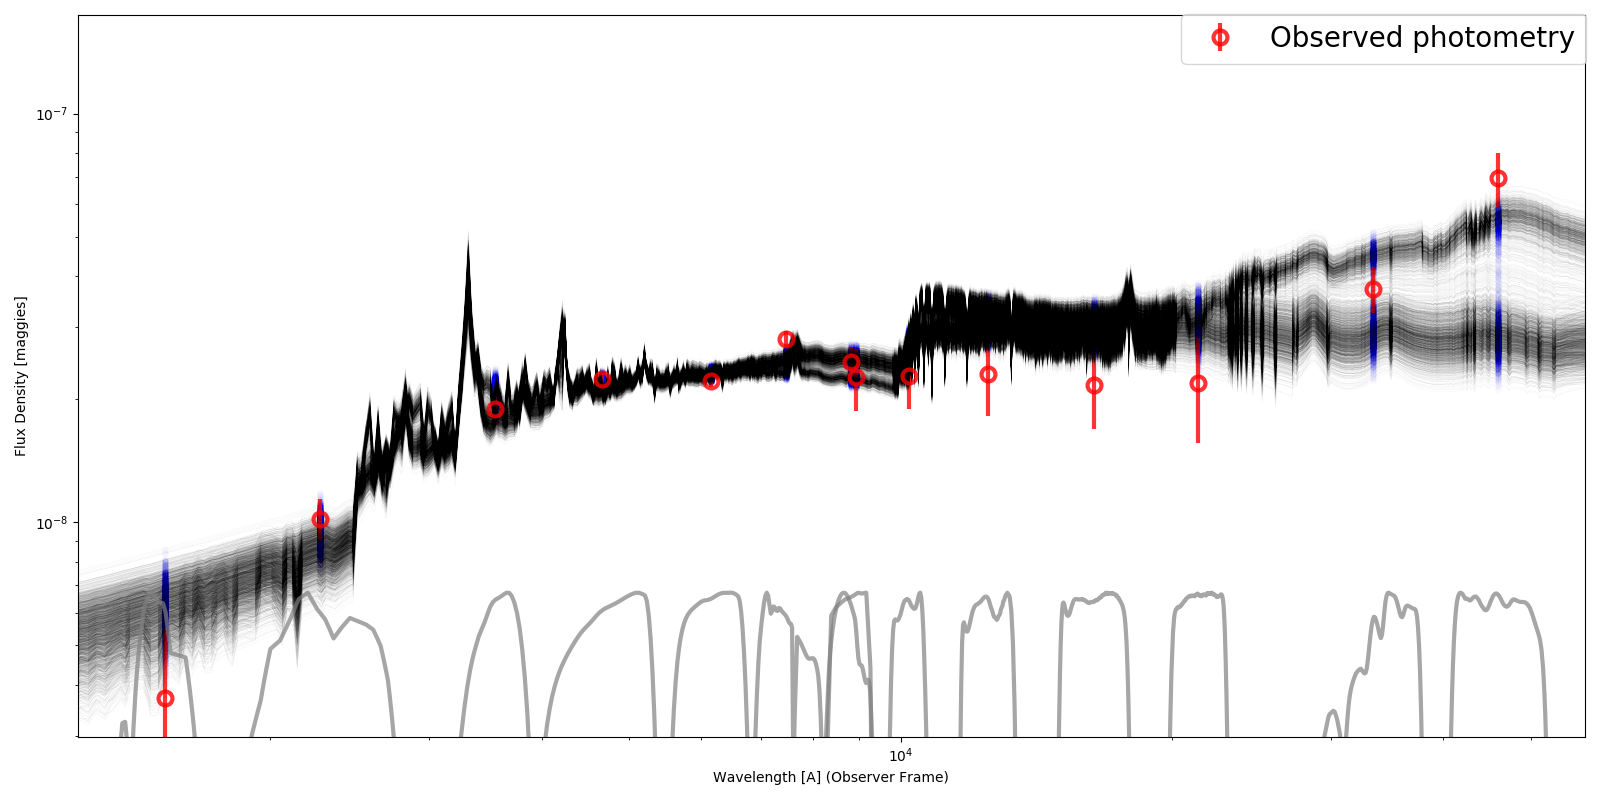 Observed photometry
10⁻⁷
10⁻⁸
Flux Density [maggies]
10⁴
Wavelength [A] (Observer Frame)